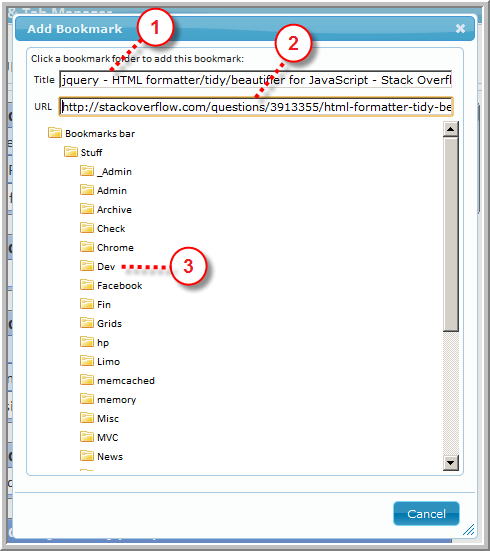 & Tab Manager
Add Bookmark
1
2
Click a bookmark folder to add this bookmark:
Title jquery - HTML formatter/tidy/beautifier for JavaScript - Stack Overfl
URL http://stackoverflow.com/questions/3913355/html-formatter-tidy-be
Bookmarks bar
Stuff
_Admin
Admin
Archive
Check
Chrome
Dev
3
Facebook
Fin
Grids
hp
Limo
memcached
memory
Misc
MVC
News
Cancel